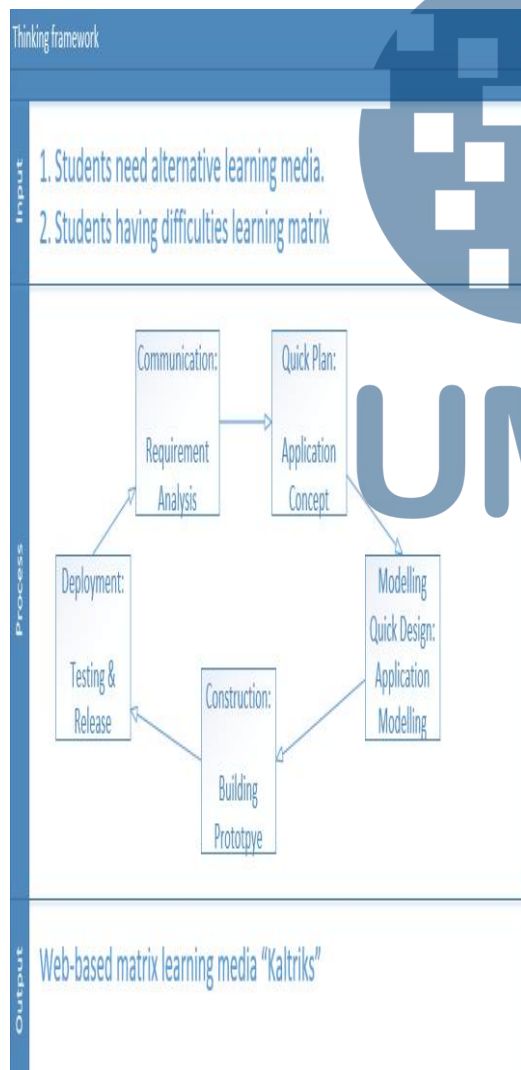 Thinking framework
Input
1. Students need alternative learning media.
2. Students having difficulties learning matrix
Process
Communication:
Requirement
Analysis
Quick Plan:
Application
Concept
Modelling
Quick Design:
Application
Modelling
Construction:
Building
Prototpye
Deployment:
Testing &
Release
Output
Web-based matrix learning media “Kaltriks”